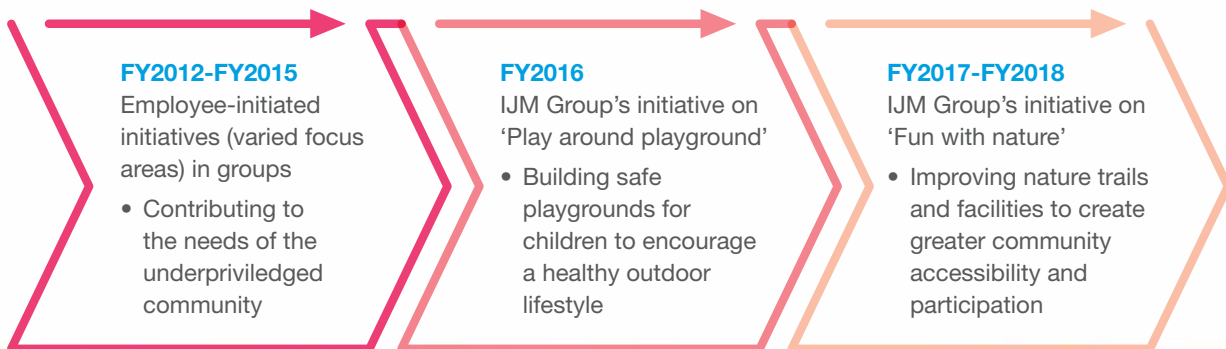 FY2012-FY2015
Employee-initiated
initiatives (varied focus
areas) in groups
• Contributing to
the needs of the
underpriviledged
community
FY2016
IJM Group’s initiative on
‘Play around playground’
• Building safe
playgrounds for
children to encourage
a healthy outdoor
lifestyle
FY2017-FY2018
IJM Group’s initiative on
‘Fun with nature’
• Improving nature trails
and facilities to create
greater community
accessibility and
participation